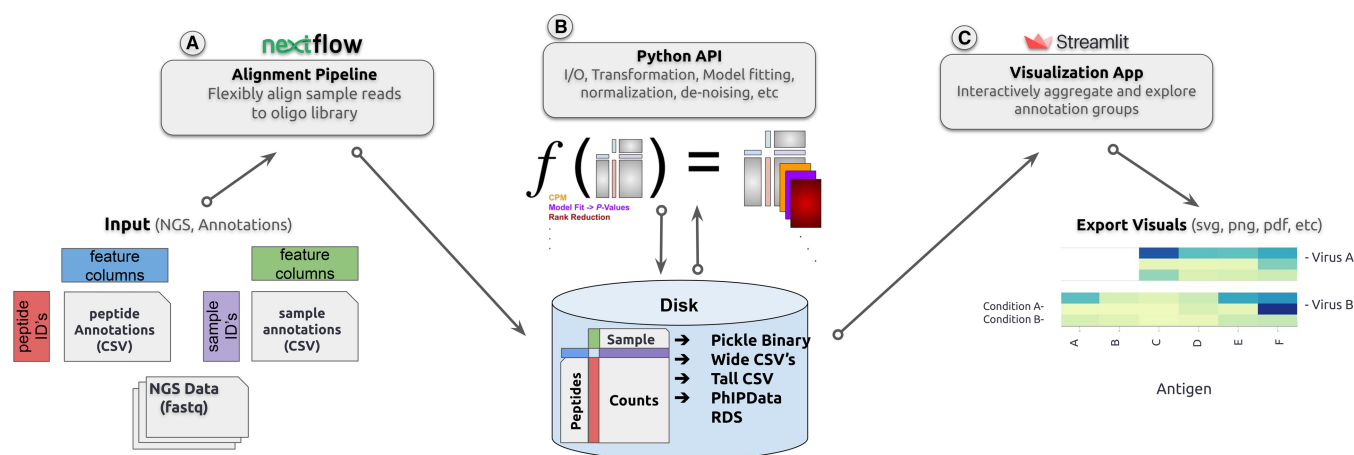 A
nextflow
Alignment Pipeline
Flexibly align sample reads
to oligo library
Input (NGS, Annotations)
feature
columns
feature
columns
peptide
ID's
peptide
Annotations
(CSV)
sample
ID's
sample
annotations
(CSV)
NGS Data
(fastq)
B
Python API
I/O, Transformation, Model fitting,
normalization, de-noising, etc
f ( ) =
CPM
Model Fit -> P-Values
Rank Reduction
Disk
Sample
Peptides
Counts
➔ Pickle Binary
➔ Wide CSV's
➔ Tall CSV
➔ PhIPData
RDS
C
Streamlit
Visualization App
Interactively aggregate and explore
annotation groups
Export Visuals (svg, png, pdf, etc)
- Virus A
- Virus B
Condition A-
Condition B-
A B C D E F
Antigen